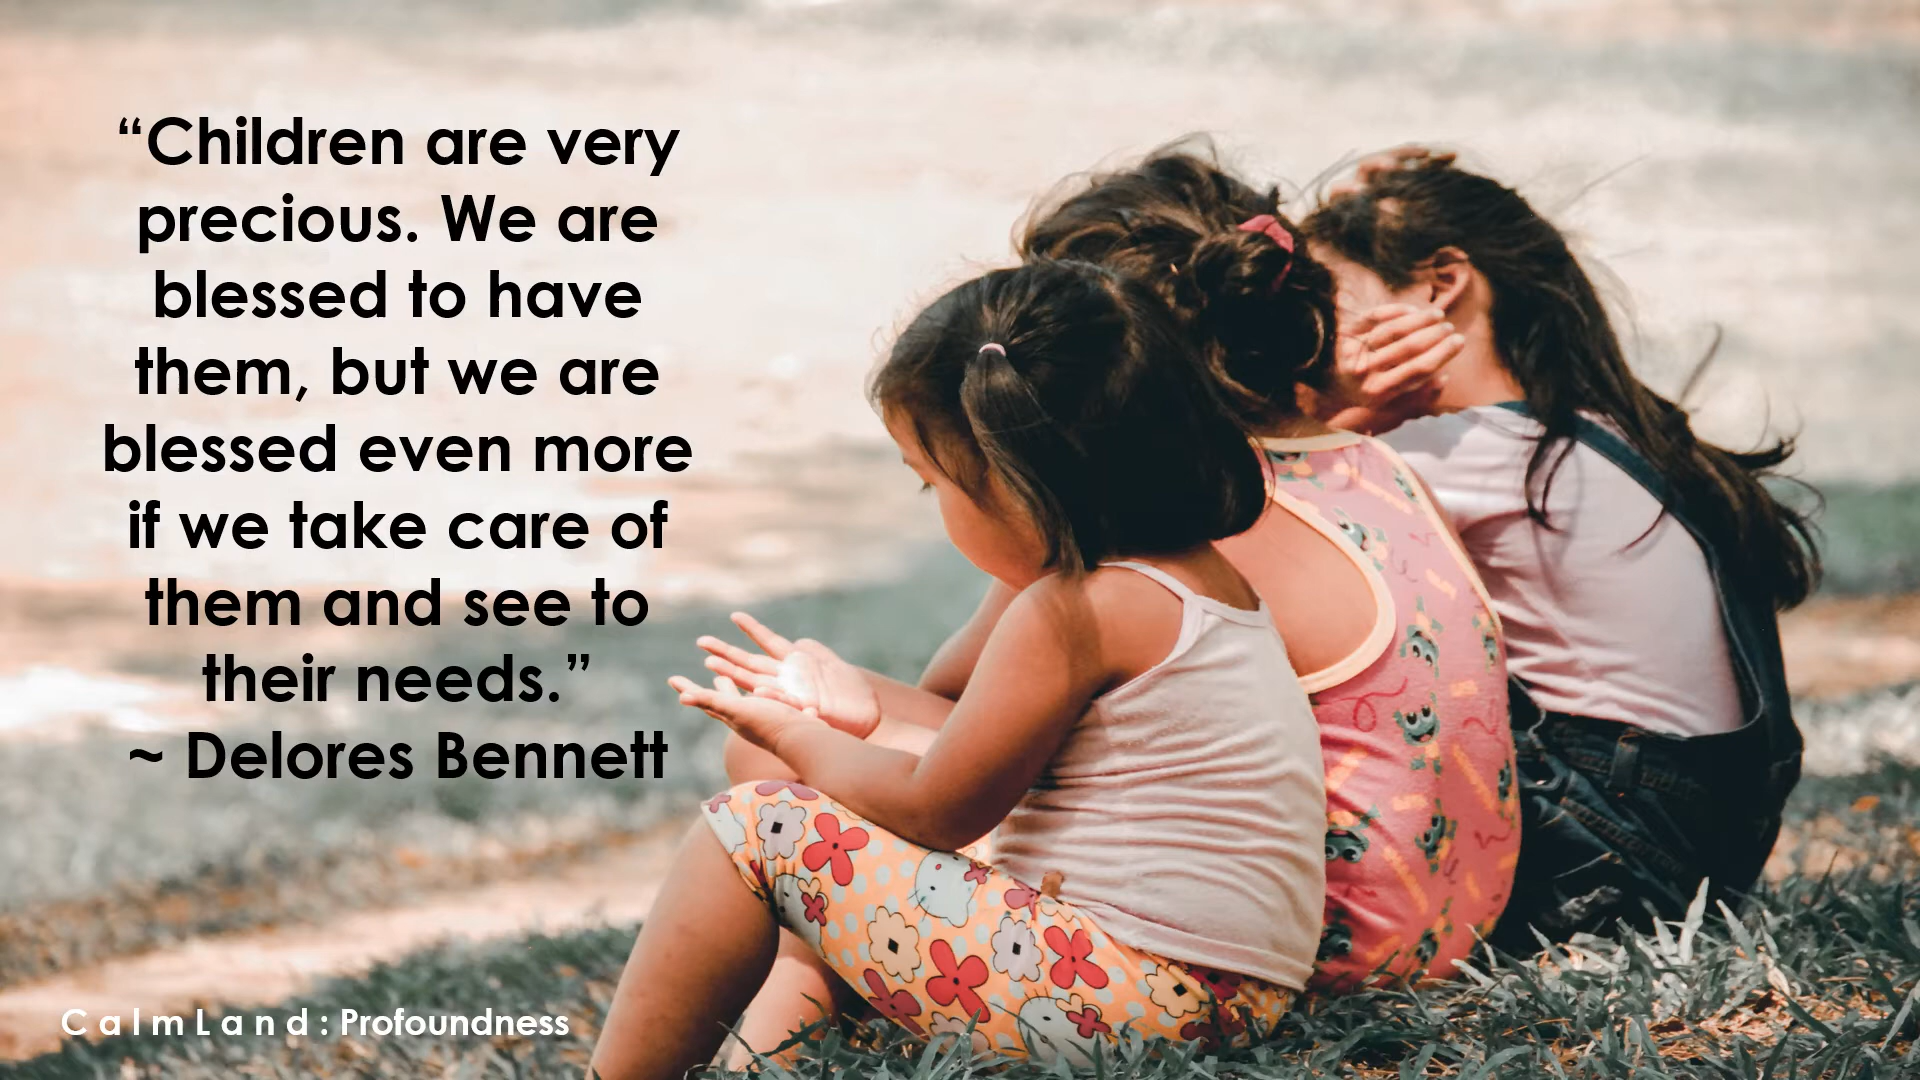 “Children are very
precious. We are
blessed to have
them, but we are
blessed even more
if we take care of
them and see to
their needs.”
~ Delores Bennett
C a l m L a n d : Profoundness